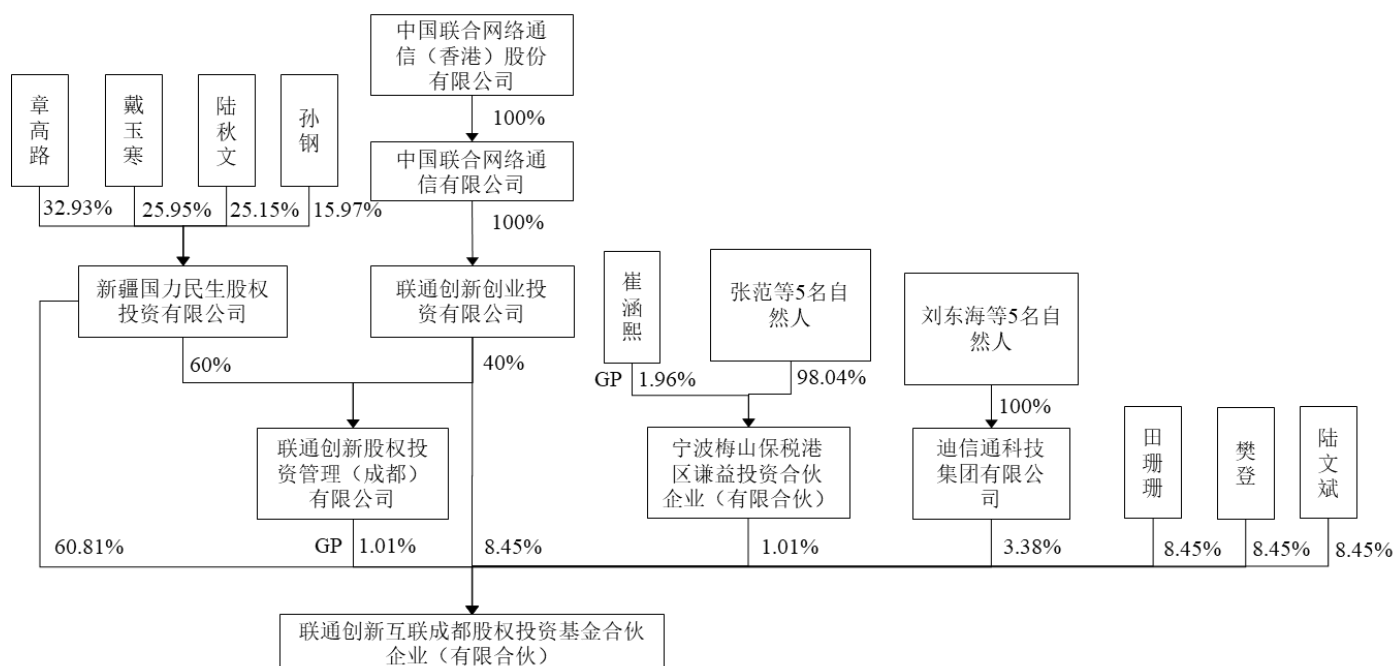 中国联合网络通
信（香港）股份
有限公司
章高路
戴玉寒
陆秋文
孙钢
100%
中国联合网络通
信有限公司
32.93%
25.95%
25.15%
15.97%
100%
新疆国力民生股权
投资有限公司
联通创新创业投
资有限公司
崔涵熙
张范等5名自
然人
刘东海等5名自
然人
60%
40%
GP
1.96%
98.04%
100%
联通创新股权投
资管理（成都）
有限公司
宁波梅山保税港
区谦益投资合伙
企业（有限合伙）
迪信通科技
集团有限公
司
田珊珊
樊登
陆文斌
60.81%
GP
1.01%
8.45%
1.01%
3.38%
8.45%
8.45%
8.45%
联通创新互联成都股权投资基金合伙
企业（有限合伙）